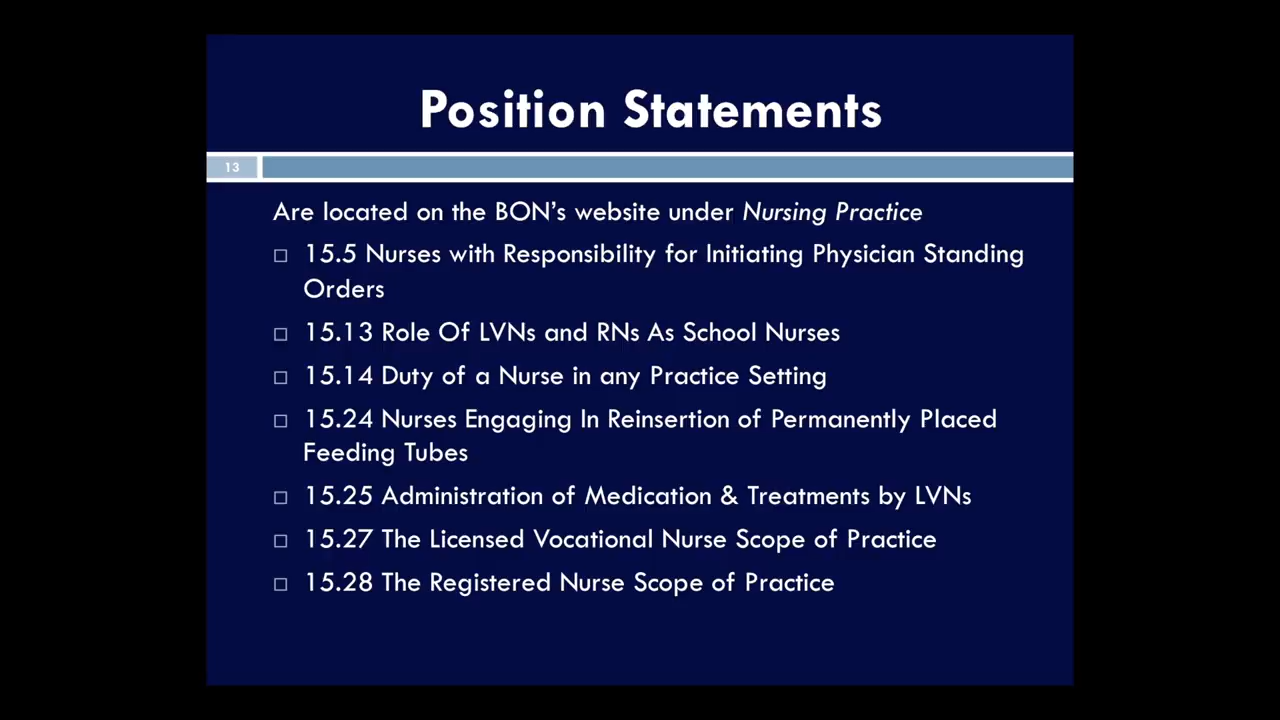 Position Statements
13
Are located on the BON's website under Nursing Practice
15.5 Nurses with Responsibility for Initiating Physician Standing
Orders
15.13 Role Of LVNs and RNs As School Nurses
15.14 Duty of a Nurse in any Practice Setting
15.24 Nurses Engaging In Reinsertion of Permanently Placed
Feeding Tubes
15.25 Administration of Medication & Treatments by LVNs
15.27 The Licensed Vocational Nurse Scope of Practice
15.28 The Registered Nurse Scope of Practice